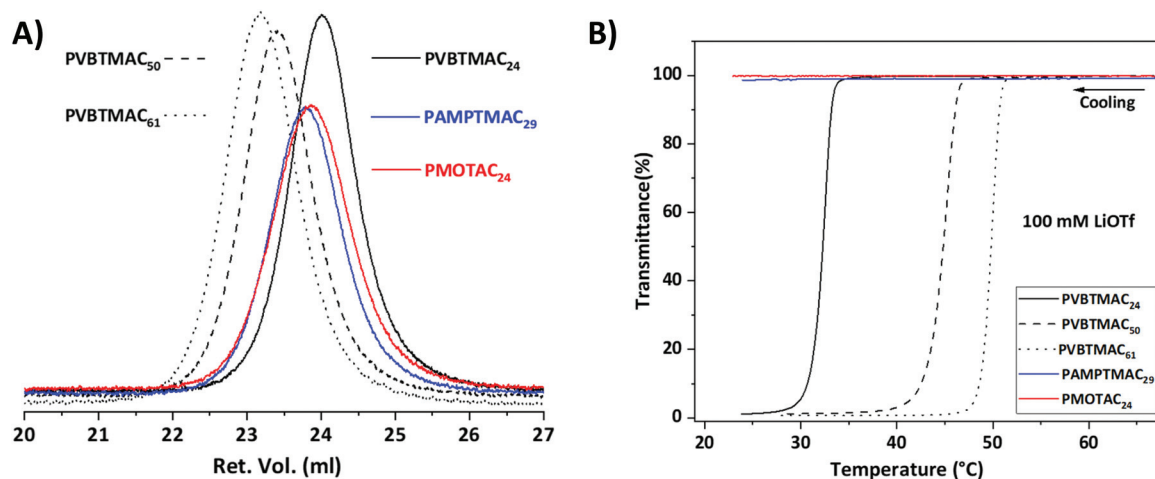 A)
PVBTMAC₅₀
PVBTMAC₆₁
PVBTMAC₂₄
PAMPTMAC₂₉
PMOTAC₂₄
20 21 22 23 24 25 26 27
Ret. Vol. (ml)
B)
Transmittance(%)
100
80
60
40
20
0
Cooling
100 mM LiOTf
PVBTMAC₂₄
PVBTMAC₅₀
PVBTMAC₆₁
PAMPTMAC₂₉
PMOTAC₂₄
20 30 40 50 60
Temperature (°C)